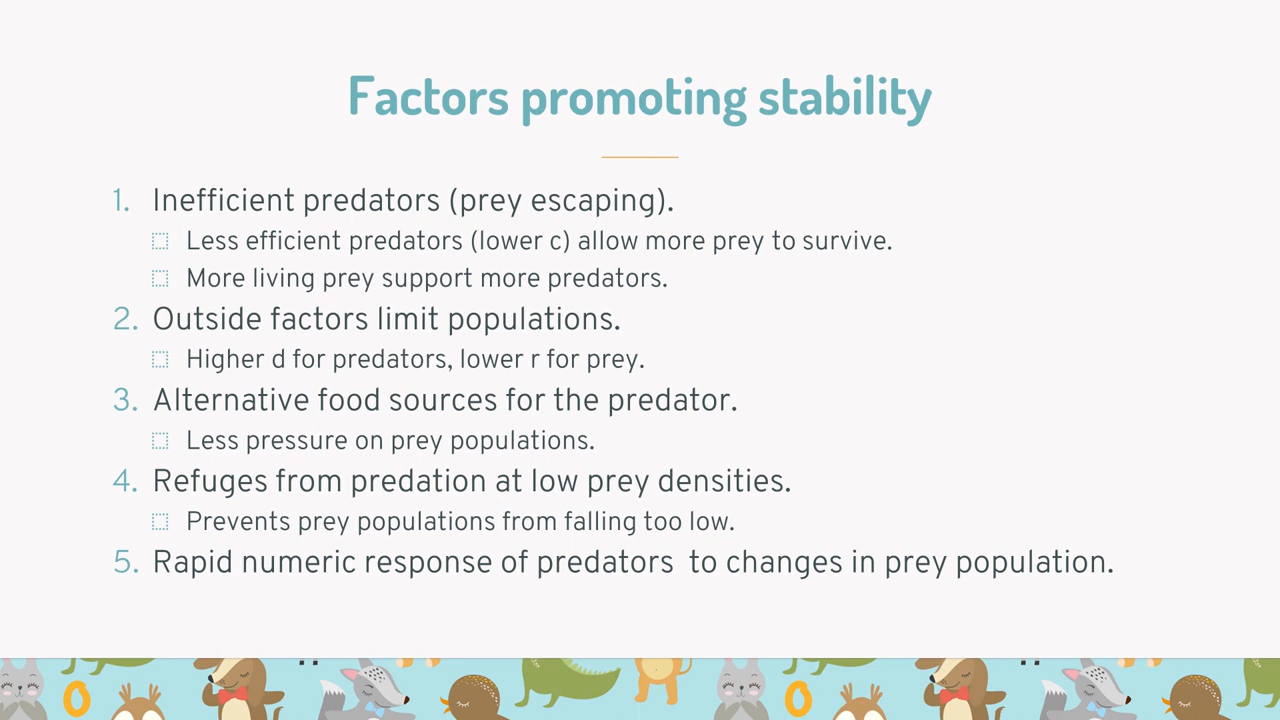 Factors promoting stability
1. Inefficient predators (prey escaping).
Less efficient predators (lower c) allow more prey to survive.
More living prey support more predators.
2. Outside factors limit populations.
Higher d for predators, lower r for prey.
3. Alternative food sources for the predator.
Less pressure on prey populations.
4. Refuges from predation at low prey densities.
Prevents prey populations from falling too low.
5. Rapid numeric response of predators  to changes in prey population.